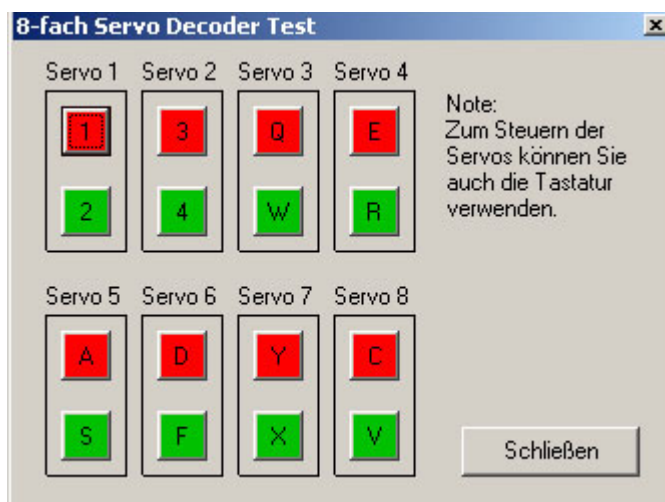 8-fach Servo Decoder Test
Servo 1 Servo 2 Servo 3 Servo 4
1 3 Q E
2 4 W R
Note:
Zum Steuern der
Servos können Sie
auch die Tastatur
verwenden.
Servo 5 Servo 6 Servo 7 Servo 8
A D Y C
S F X V
Schließen